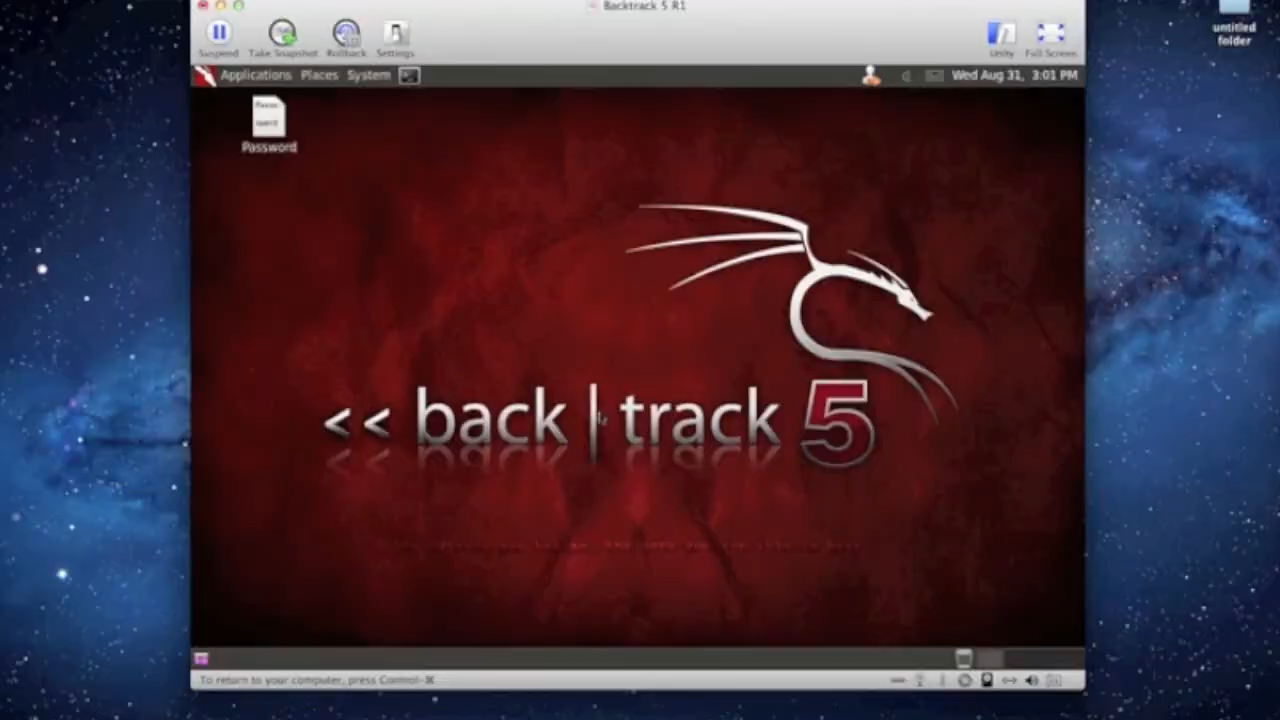 Backtrack 5 R1
untitled
folder
Suspend Take Snapshot Rollback Settings Unity Full Screen
Applications Places System Wed Aug 31, 3:01 PM
Password
<< back | track 5
To return to your computer, press Control-⌘